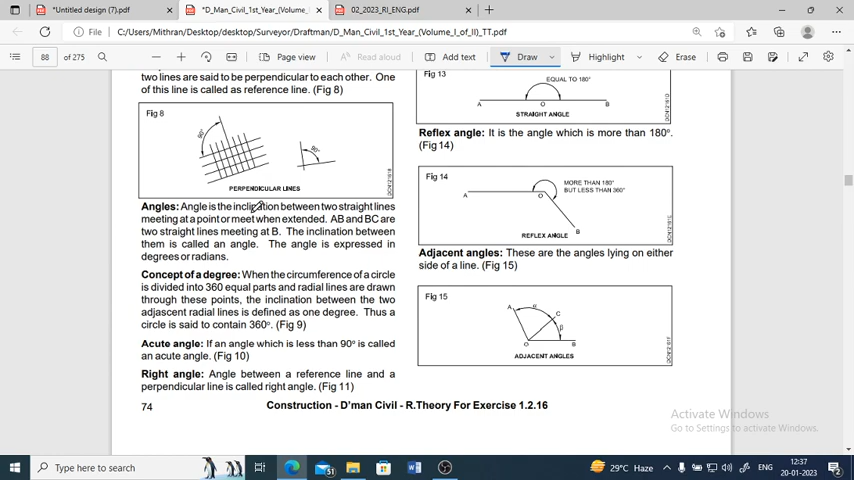 *Untitled design (7).pdf
*D_Man_Civil_1st_Year_(Volume_I_
02_2023_RI_ENG.pdf
File
C:/Users/Mithran/Desktop/desktop/Surveyor/Draftman/D_Man_Civil_1st_Year_(Volume_I_of_II)_TT.pdf
88 of 275
Page view
Read aloud
Add text
Draw
Highlight
Erase
two lines are said to be perpendicular to each other. One
of this line is called as reference line. (Fig 8)
Fig 8
90°
90°
PERPENDICULAR LINES
Angles: Angle is the inclination between two straight lines
meeting at a point or meet when extended. AB and BC are
two straight lines meeting at B. The inclination between
them is called an angle. The angle is expressed in
degrees or radians.
Concept of a degree: When the circumference of a circle
is divided into 360 equal parts and radial lines are drawn
through these points, the inclination between the two
adjacent radial lines is defined as one degree. Thus a
circle is said to contain 360°. (Fig 9)
Acute angle: If an angle which is less than 90° is called
an acute angle. (Fig 10)
Right angle: Angle between a reference line and a
perpendicular line is called right angle. (Fig 11)
Fig 13
EQUAL TO 180°
A
O
B
STRAIGHT ANGLE
Reflex angle: It is the angle which is more than 180°.
(Fig 14)
Fig 14
MORE THAN 180°
BUT LESS THAN 360°
A
O
B
REFLEX ANGLE
Adjacent angles: These are the angles lying on either
side of a line. (Fig 15)
Fig 15
A
α
C
β
O
B
ADJACENT ANGLES
74
Construction - D'man Civil - R.Theory For Exercise 1.2.16
Activate Windows
Go to Settings to activate Windows.
Type here to search
51
29°C Haze
ENG
12:37
20-01-2023
2